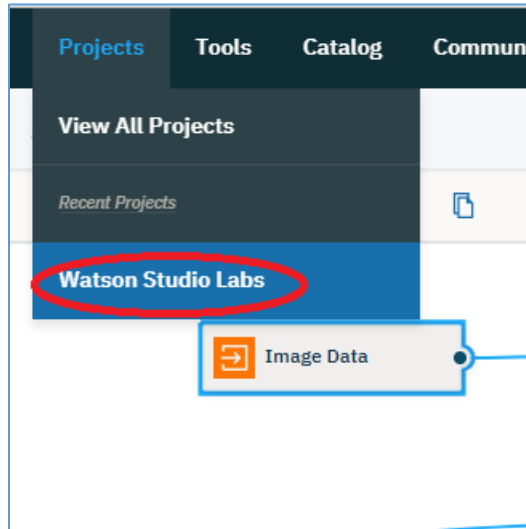 Projects Tools Catalog Commun
View All Projects
Recent Projects
Watson Studio Labs
Image Data